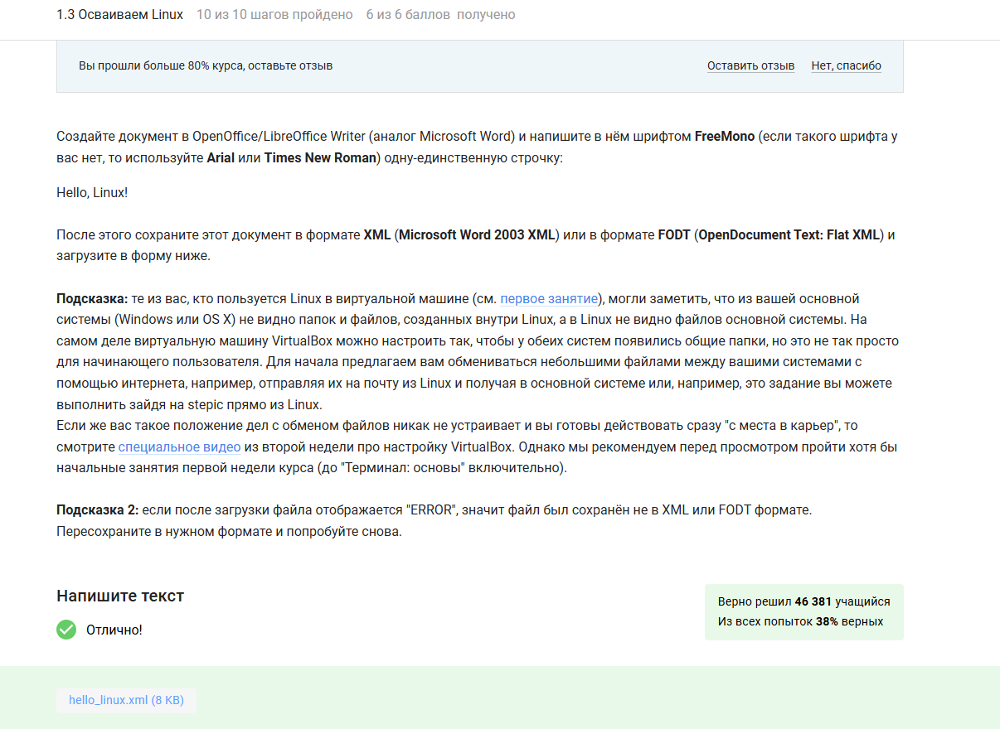 1.3 Осваиваем Linux 10 из 10 шагов пройдено 6 из 6 баллов получено
Вы прошли больше 80% курса, оставьте отзыв Оставить отзыв Нет, спасибо
Создайте документ в OpenOffice/LibreOffice Writer (аналог Microsoft Word) и напишите в нём шрифтом FreeMono (если такого шрифта у
вас нет, то используйте Arial или Times New Roman) одну-единственную строчку:
Hello, Linux!
После этого сохраните этот документ в формате XML (Microsoft Word 2003 XML) или в формате FODT (OpenDocument Text: Flat XML) и
загрузите в форму ниже.
Подсказка: те из вас, кто пользуется Linux в виртуальной машине (см. первое занятие), могли заметить, что из вашей основной
системы (Windows или OS X) не видно папок и файлов, созданных внутри Linux, а в Linux не видно файлов основной системы. На
самом деле виртуальную машину VirtualBox можно настроить так, чтобы у обеих систем появились общие папки, но это не так просто
для начинающего пользователя. Для начала предлагаем вам обмениваться небольшими файлами между вашими системами с
помощью интернета, например, отправляя их на почту из Linux и получая в основной системе или, например, это задание вы можете
выполнить зайдя на stepic прямо из Linux.
Если же вас такое положение дел с обменом файлов никак не устраивает и вы готовы действовать сразу "с места в карьер", то
смотрите специальное видео из второй недели про настройку VirtualBox. Однако мы рекомендуем перед просмотром пройти хотя бы
начальные занятия первой недели курса (до "Терминал: основы" включительно).
Подсказка 2: если после загрузки файла отображается "ERROR", значит файл был сохранён не в XML или FODT формате.
Пересохраните в нужном формате и попробуйте снова.
Напишите текст
Отлично!
Верно решил 46 381 учащийся
Из всех попыток 38% верных
hello_linux.xml (8 KB)